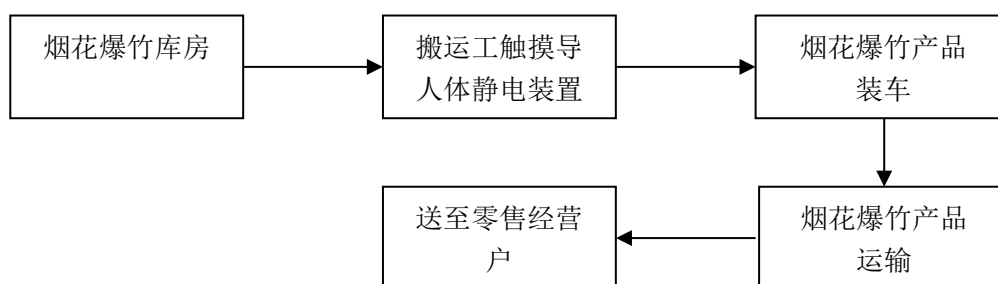 烟花爆竹库房
搬运工触摸导
人体静电装置
烟花爆竹产品
装车
烟花爆竹产品
运输
送至零售经营
户